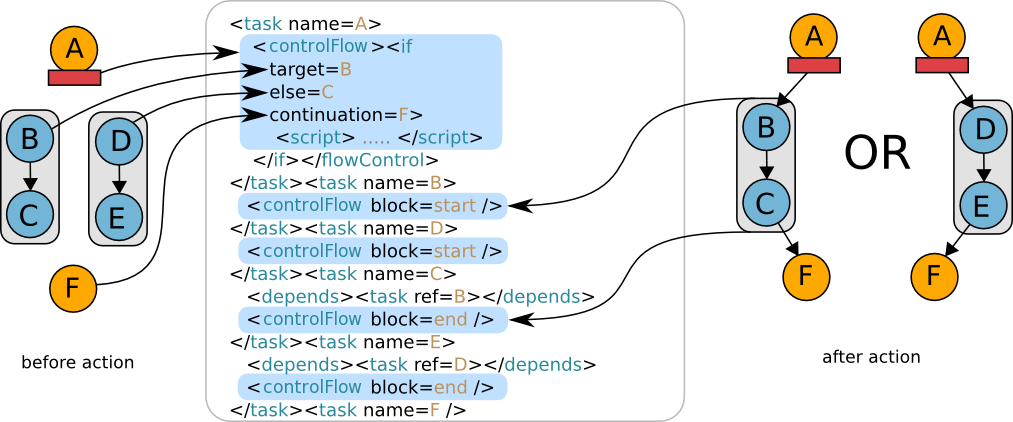 A
B
C
D
E
F
before action
<task name=A>
<controlFlow><if
target=B
else=C
continuation=F>
<script> ..... </script>
</if></flowControl>
</task><task name=B>
<controlFlow block=start />
</task><task name=D>
<controlFlow block=start />
</task><task name=C>
<depends><task ref=B></depends>
<controlFlow block=end />
</task><task name=E>
<depends><task ref=D></depends>
<controlFlow block=end />
</task><task name=F />
A
B
C
F
OR
A
D
E
F
after action